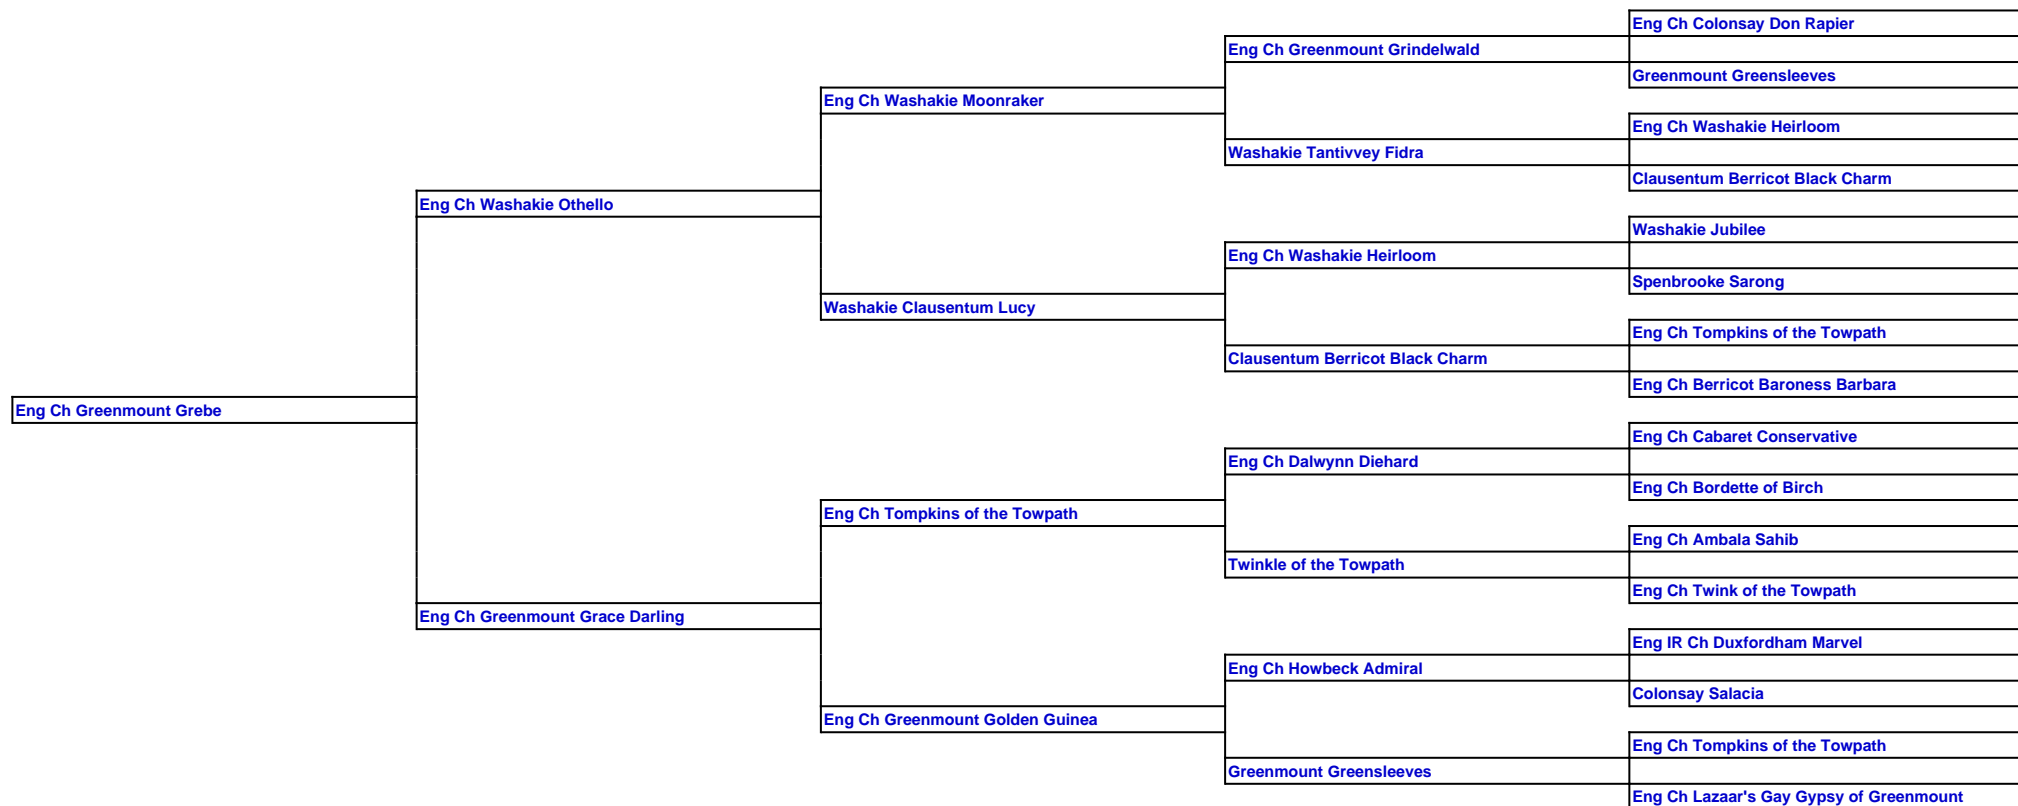 Eng Ch Colonsay Don Rapier
Eng Ch Greenmount Grindelwald
Greenmount Greensleeves
Eng Ch Washakie Moonraker
Eng Ch Washakie Heirloom
Washakie Tantivvey Fidra
Clausentum Berricot Black Charm
Eng Ch Washakie Othello
Washakie Jubilee
Eng Ch Washakie Heirloom
Spenbrooke Sarong
Washakie Clausentum Lucy
Eng Ch Tompkins of the Towpath
Clausentum Berricot Black Charm
Eng Ch Berricot Baroness Barbara
Eng Ch Greenmount Grebe
Eng Ch Cabaret Conservative
Eng Ch Dalwynn Diehard
Eng Ch Bordette of Birch
Eng Ch Tompkins of the Towpath
Eng Ch Ambala Sahib
Twinkle of the Towpath
Eng Ch Twink of the Towpath
Eng Ch Greenmount Grace Darling
Eng IR Ch Duxfordham Marvel
Eng Ch Howbeck Admiral
Colonsay Salacia
Eng Ch Greenmount Golden Guinea
Eng Ch Tompkins of the Towpath
Greenmount Greensleeves
Eng Ch Lazaar's Gay Gypsy of Greenmount